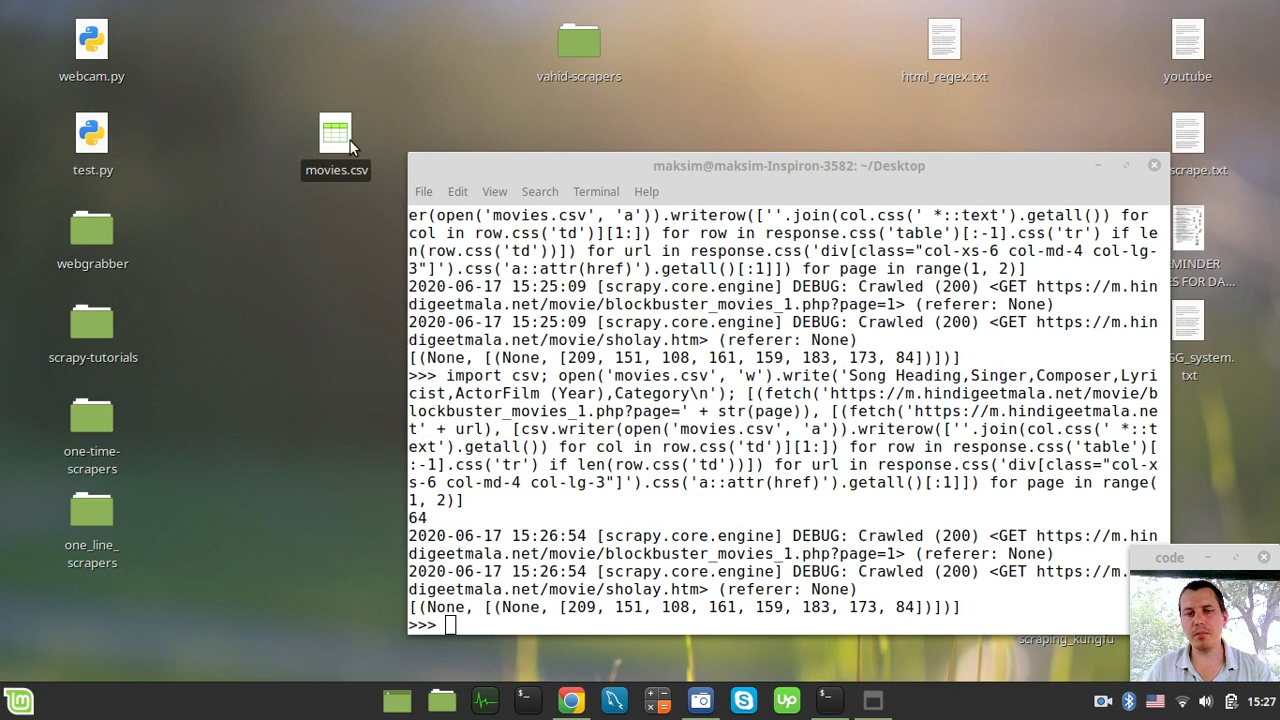 webcam.py
vahid-scrapers
html_regex.txt
youtube
test.py
movies.csv
scrape.txt
webgrabber
EMINDER
ES FOR DA...
scrapy-tutorials
SG_system.
txt
one-time-
scrapers
one_line_
scrapers
scraping_kungfu
maksim@maksim-Inspiron-3582: ~/Desktop
File Edit View Search Terminal Help
er(open('movies.csv', 'a')).writerow([''.join(col.css(' *::text').getall()) for
col in row.css('td')][1:]) for row in response.css('table')[:-1].css('tr') if le
n(row.css('td'))]) for url in response.css('div[class="col-xs-6 col-md-4 col-lg-
3"]').css('a::attr(href)').getall()[:1]]) for page in range(1, 2)]
2020-06-17 15:25:09 [scrapy.core.engine] DEBUG: Crawled (200) <GET https://m.hin
digeetmala.net/movie/blockbuster_movies_1.php?page=1> (referer: None)
2020-06-17 15:25:09 [scrapy.core.engine] DEBUG: Crawled (200) <GET https://m.hin
digeetmala.net/movie/sholay.htm> (referer: None)
[(None, [(None, [209, 151, 108, 161, 159, 183, 173, 84])])]
>>> import csv; open('movies.csv', 'w').write('Song Heading,Singer,Composer,Lyri
cist,ActorFilm (Year),Category\n'); [(fetch('https://m.hindigeetmala.net/movie/b
lockbuster_movies_1.php?page=' + str(page)), [(fetch('https://m.hindigeetmala.ne
t' + url), [csv.writer(open('movies.csv', 'a')).writerow([''.join(col.css(' *::t
ext').getall()) for col in row.css('td')][1:]) for row in response.css('table')[
:-1].css('tr') if len(row.css('td'))]) for url in response.css('div[class="col-x
s-6 col-md-4 col-lg-3"]').css('a::attr(href)').getall()[:1]]) for page in range(
1, 2)]
64
2020-06-17 15:26:54 [scrapy.core.engine] DEBUG: Crawled (200) <GET https://m.hin
digeetmala.net/movie/blockbuster_movies_1.php?page=1> (referer: None)
2020-06-17 15:26:54 [scrapy.core.engine] DEBUG: Crawled (200) <GET https://m.
digeetmala.net/movie/sholay.htm> (referer: None)
[(None, [(None, [209, 151, 108, 161, 159, 183, 173, 84])])]
>>>
code
15:27